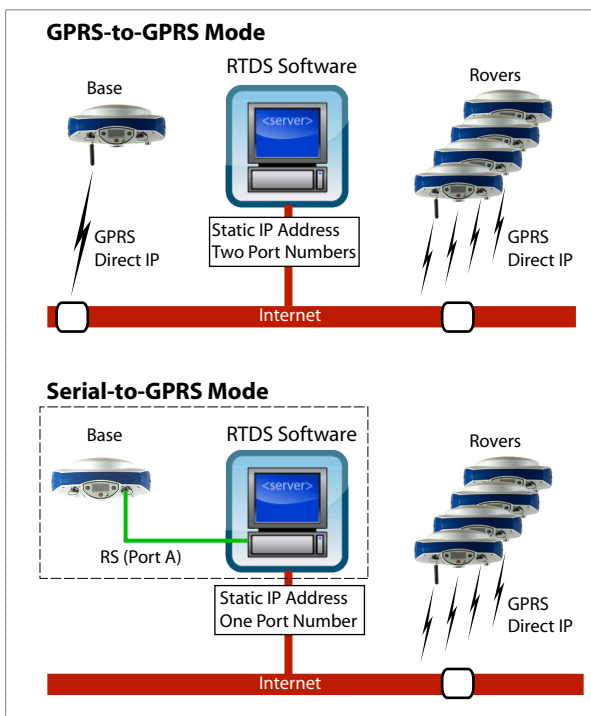 GPRS-to-GPRS Mode
Base
RTDS Software
Rovers
<server>
GPRS
Direct IP
Static IP Address
Two Port Numbers
GPRS
Direct IP
Internet
Serial-to-GPRS Mode
Base
RTDS Software
Rovers
<server>
RS (Port A)
Static IP Address
One Port Number
GPRS
Direct IP
Internet